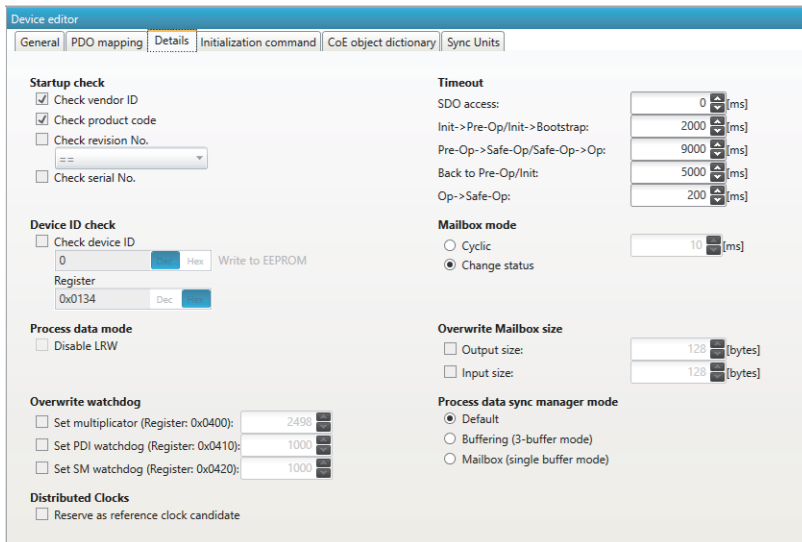 Device editor
General PDO mapping Details Initialization command CoE object dictionary Sync Units
Startup check
Check vendor ID
Check product code
Check revision No.
==
Check serial No.
Timeout
SDO access: 0 [ms]
Init->Pre-Op/Init->Bootstrap: 2000 [ms]
Pre-Op->Safe-Op/Safe-Op->Op: 9000 [ms]
Back to Pre-Op/Init: 5000 [ms]
Op->Safe-Op: 200 [ms]
Device ID check
Check device ID
0 Dec Hex Write to EEPROM
Register
0x0134 Dec Hex
Mailbox mode
Cyclic 10 [ms]
Change status
Process data mode
Disable LRW
Overwrite Mailbox size
Output size: 128 [bytes]
Input size: 128 [bytes]
Overwrite watchdog
Set multiplicator (Register: 0x0400): 2498
Set PDI watchdog (Register: 0x0410): 1000
Set SM watchdog (Register: 0x0420): 1000
Process data sync manager mode
Default
Buffering (3-buffer mode)
Mailbox (single buffer mode)
Distributed Clocks
Reserve as reference clock candidate